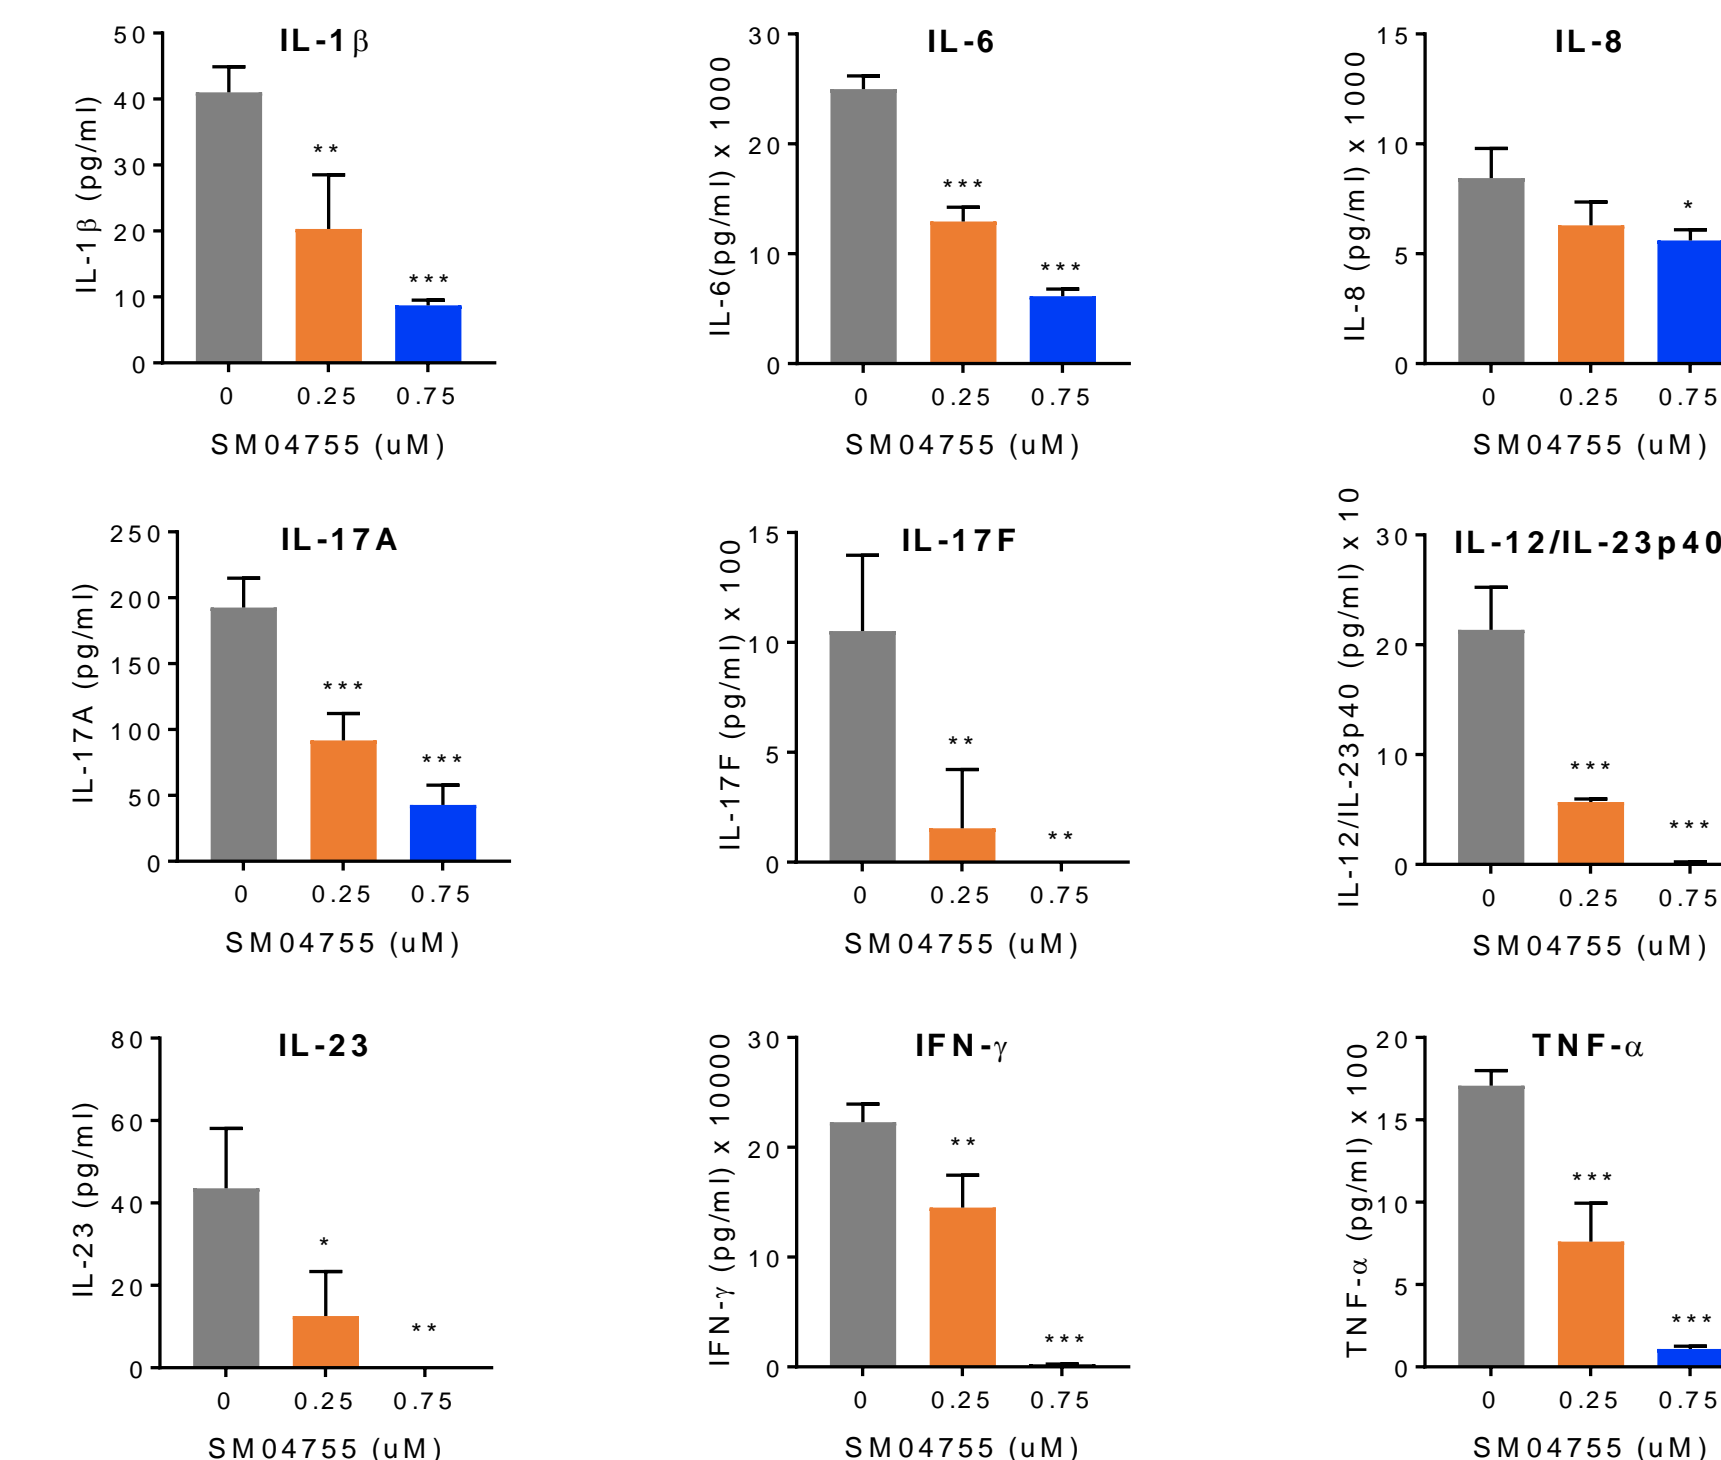 IL-1β
IL-1β (pg/ml)
50
40
30
20
10
0
**
***
0 0.25 0.75
SM04755 (uM)
IL-6
IL-6(pg/ml) x 1000
30
20
10
0
***
***
0 0.25 0.75
SM04755 (uM)
IL-8
IL-8 (pg/ml) x 1000
15
10
5
0
*
0 0.25 0.75
SM04755 (uM)
IL-17A
IL-17A (pg/ml)
250
200
150
100
50
0
***
***
0 0.25 0.75
SM04755 (uM)
IL-17F
IL-17F (pg/ml) x 100
15
10
5
0
**
**
0 0.25 0.75
SM04755 (uM)
IL-12/IL-23p40
IL-12/IL-23p40 (pg/ml) x 10
30
20
10
0
***
***
0 0.25 0.75
SM04755 (uM)
IL-23
IL-23 (pg/ml)
80
60
40
20
0
*
**
0 0.25 0.75
SM04755 (uM)
IFN-γ
IFN-γ (pg/ml) x 10000
30
20
10
0
**
***
0 0.25 0.75
SM04755 (uM)
TNF-α
TNF-α (pg/ml) x 100
20
15
10
5
0
***
***
0 0.25 0.75
SM04755 (uM)